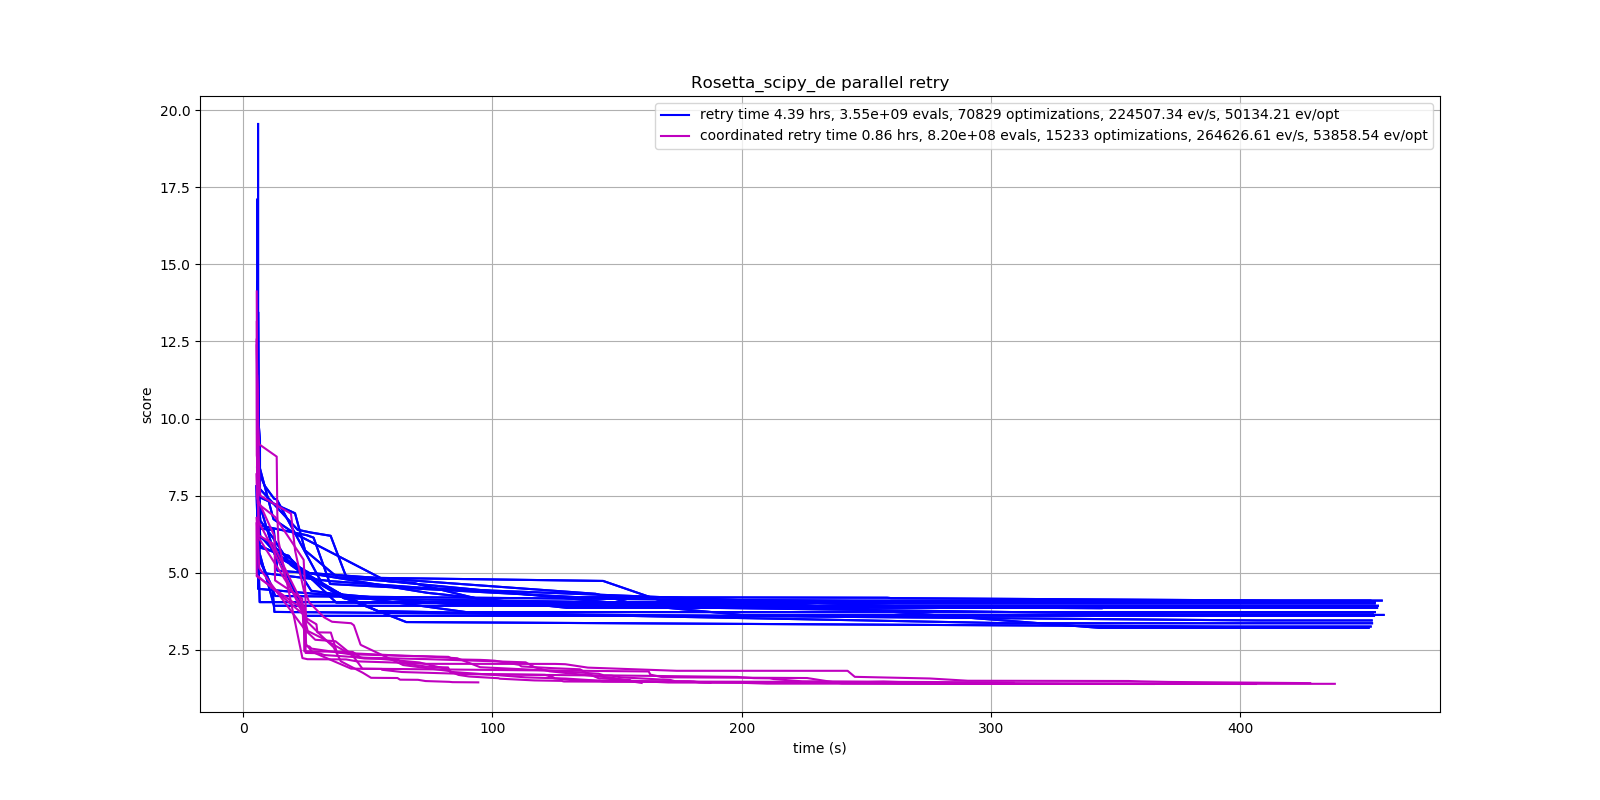 Rosetta_scipy_de parallel retry
retry time 4.39 hrs, 3.55e+09 evals, 70829 optimizations, 224507.34 ev/s, 50134.21 ev/opt
coordinated retry time 0.86 hrs, 8.20e+08 evals, 15233 optimizations, 264626.61 ev/s, 53858.54 ev/opt
20.0
17.5
15.0
12.5
10.0
7.5
5.0
2.5
score
0 100 200 300 400
time (s)